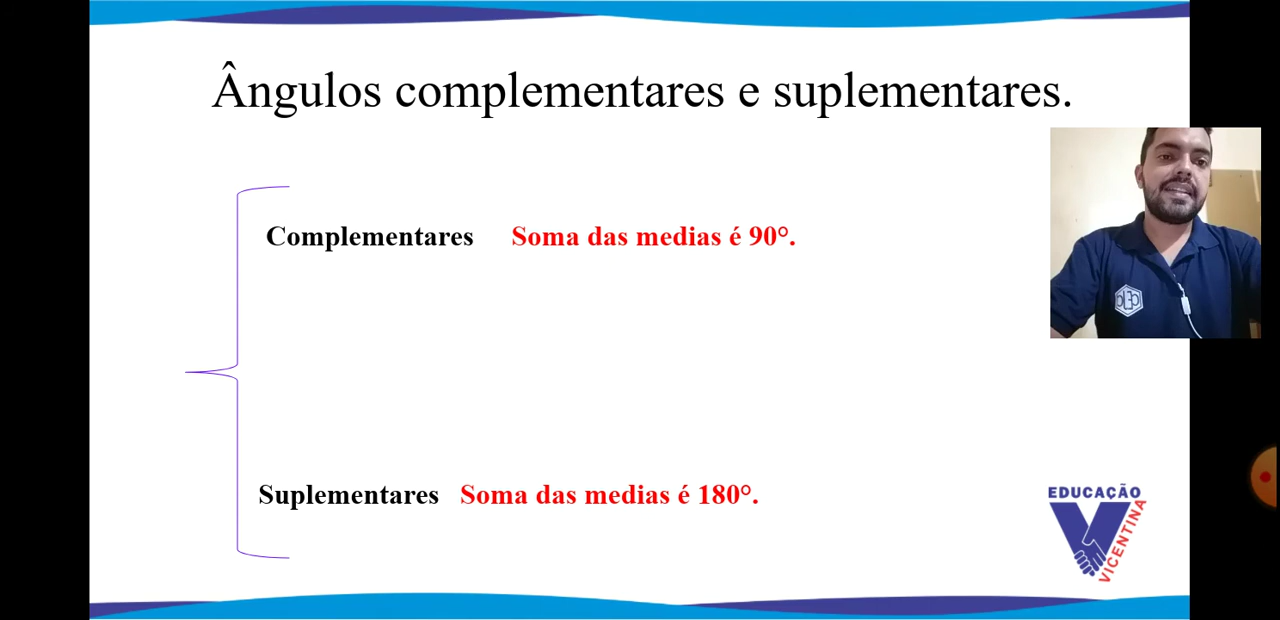 Ângulos complementares e suplementares.
Complementares Soma das medias é 90°.
Suplementares Soma das medias é 180°.
EDUCAÇÃO
VICENTINA